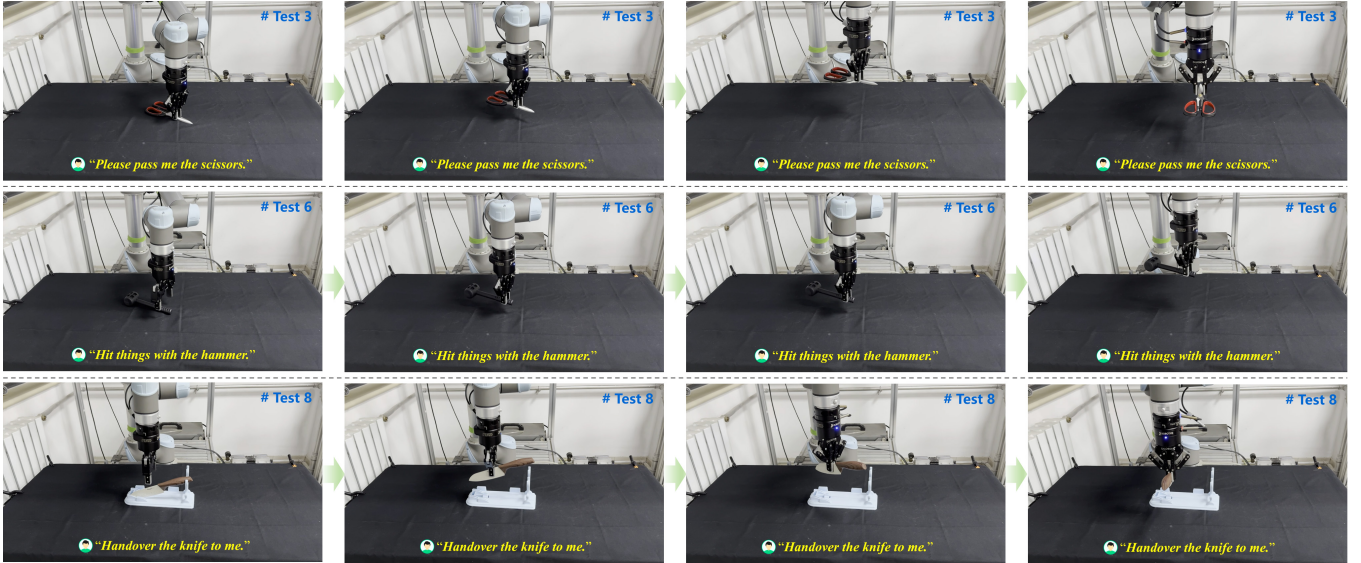 # Test 3
# Test 3
# Test 3
# Test 3
“Please pass me the scissors.”
“Please pass me the scissors.”
“Please pass me the scissors.”
“Please pass me the scissors.”
# Test 6
# Test 6
# Test 6
# Test 6
“Hit things with the hammer.”
“Hit things with the hammer.”
“Hit things with the hammer.”
“Hit things with the hammer.”
# Test 8
# Test 8
# Test 8
# Test 8
“Handover the knife to me.”
“Handover the knife to me.”
“Handover the knife to me.”
“Handover the knife to me.”